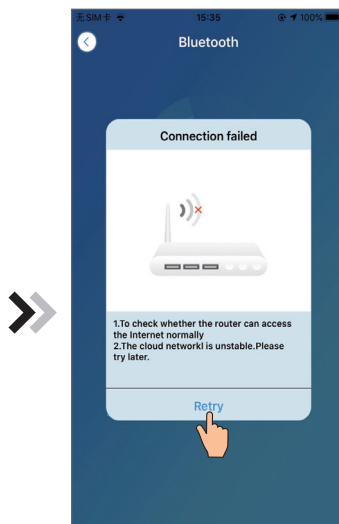 无SIM卡 15:35 100%
Bluetooth
Connection failed
1.To check whether the router can access
the Internet normally
2.The cloud networkl is unstable.Please
try later.
Retry